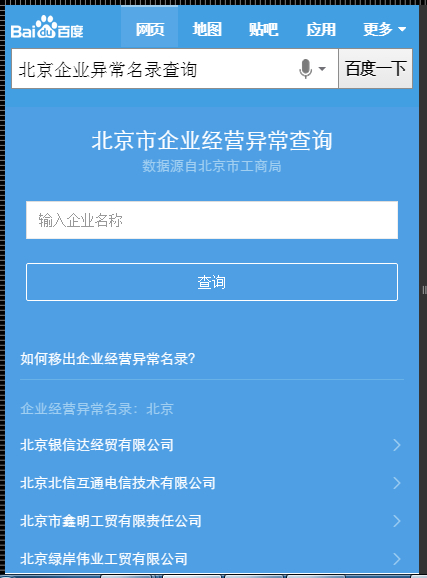 Bai du 百度
网页 地图 贴吧 应用 更多
北京企业异常名录查询 百度一下
北京市企业经营异常查询
数据源自北京市工商局
输入企业名称
查询
如何移出企业经营异常名录?
企业经营异常名录：北京
北京银信达经贸有限公司
北京北信互通电信技术有限公司
北京市鑫明工贸有限责任公司
北京绿岸伟业工贸有限公司